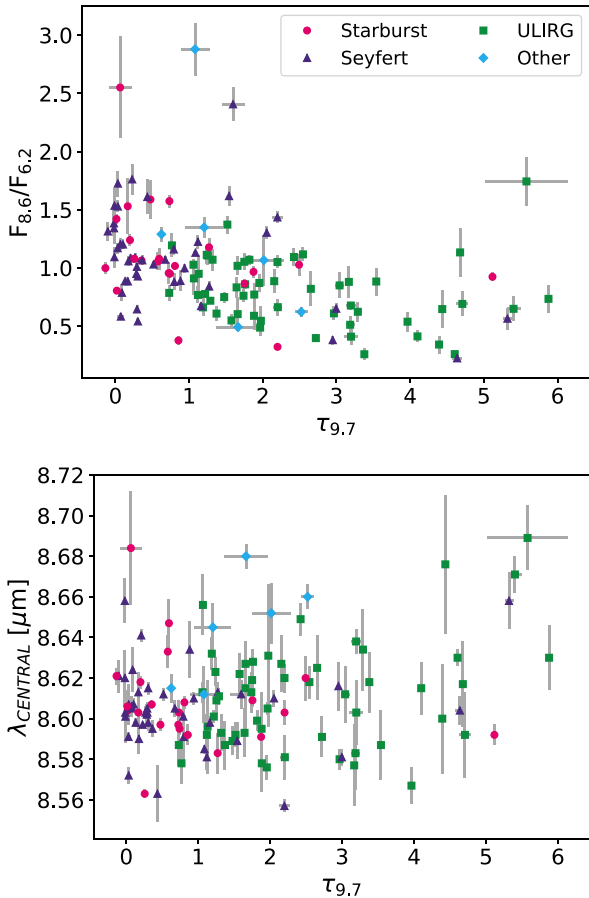 Starburst
ULIRG
Seyfert
Other
3.0
2.5
2.0
1.5
1.0
0.5
F8.6/F6.2
0 1 2 3 4 5 6
τ9.7
8.72
8.70
8.68
8.66
8.64
8.62
8.60
8.58
8.56
λCENTRAL [μm]
0 1 2 3 4 5 6
τ9.7